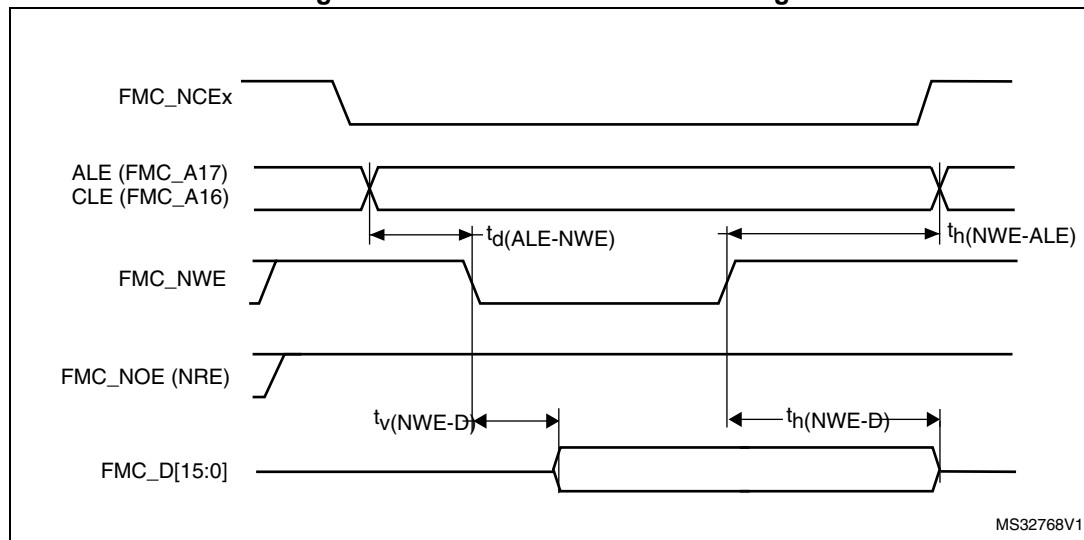 FMC_NCEx
ALE (FMC_A17)
CLE (FMC_A16)
td(ALE-NWE)
th(NWE-ALE)
FMC_NWE
FMC_NOE (NRE)
tv(NWE-D)
th(NWE-D)
FMC_D[15:0]
MS32768V1